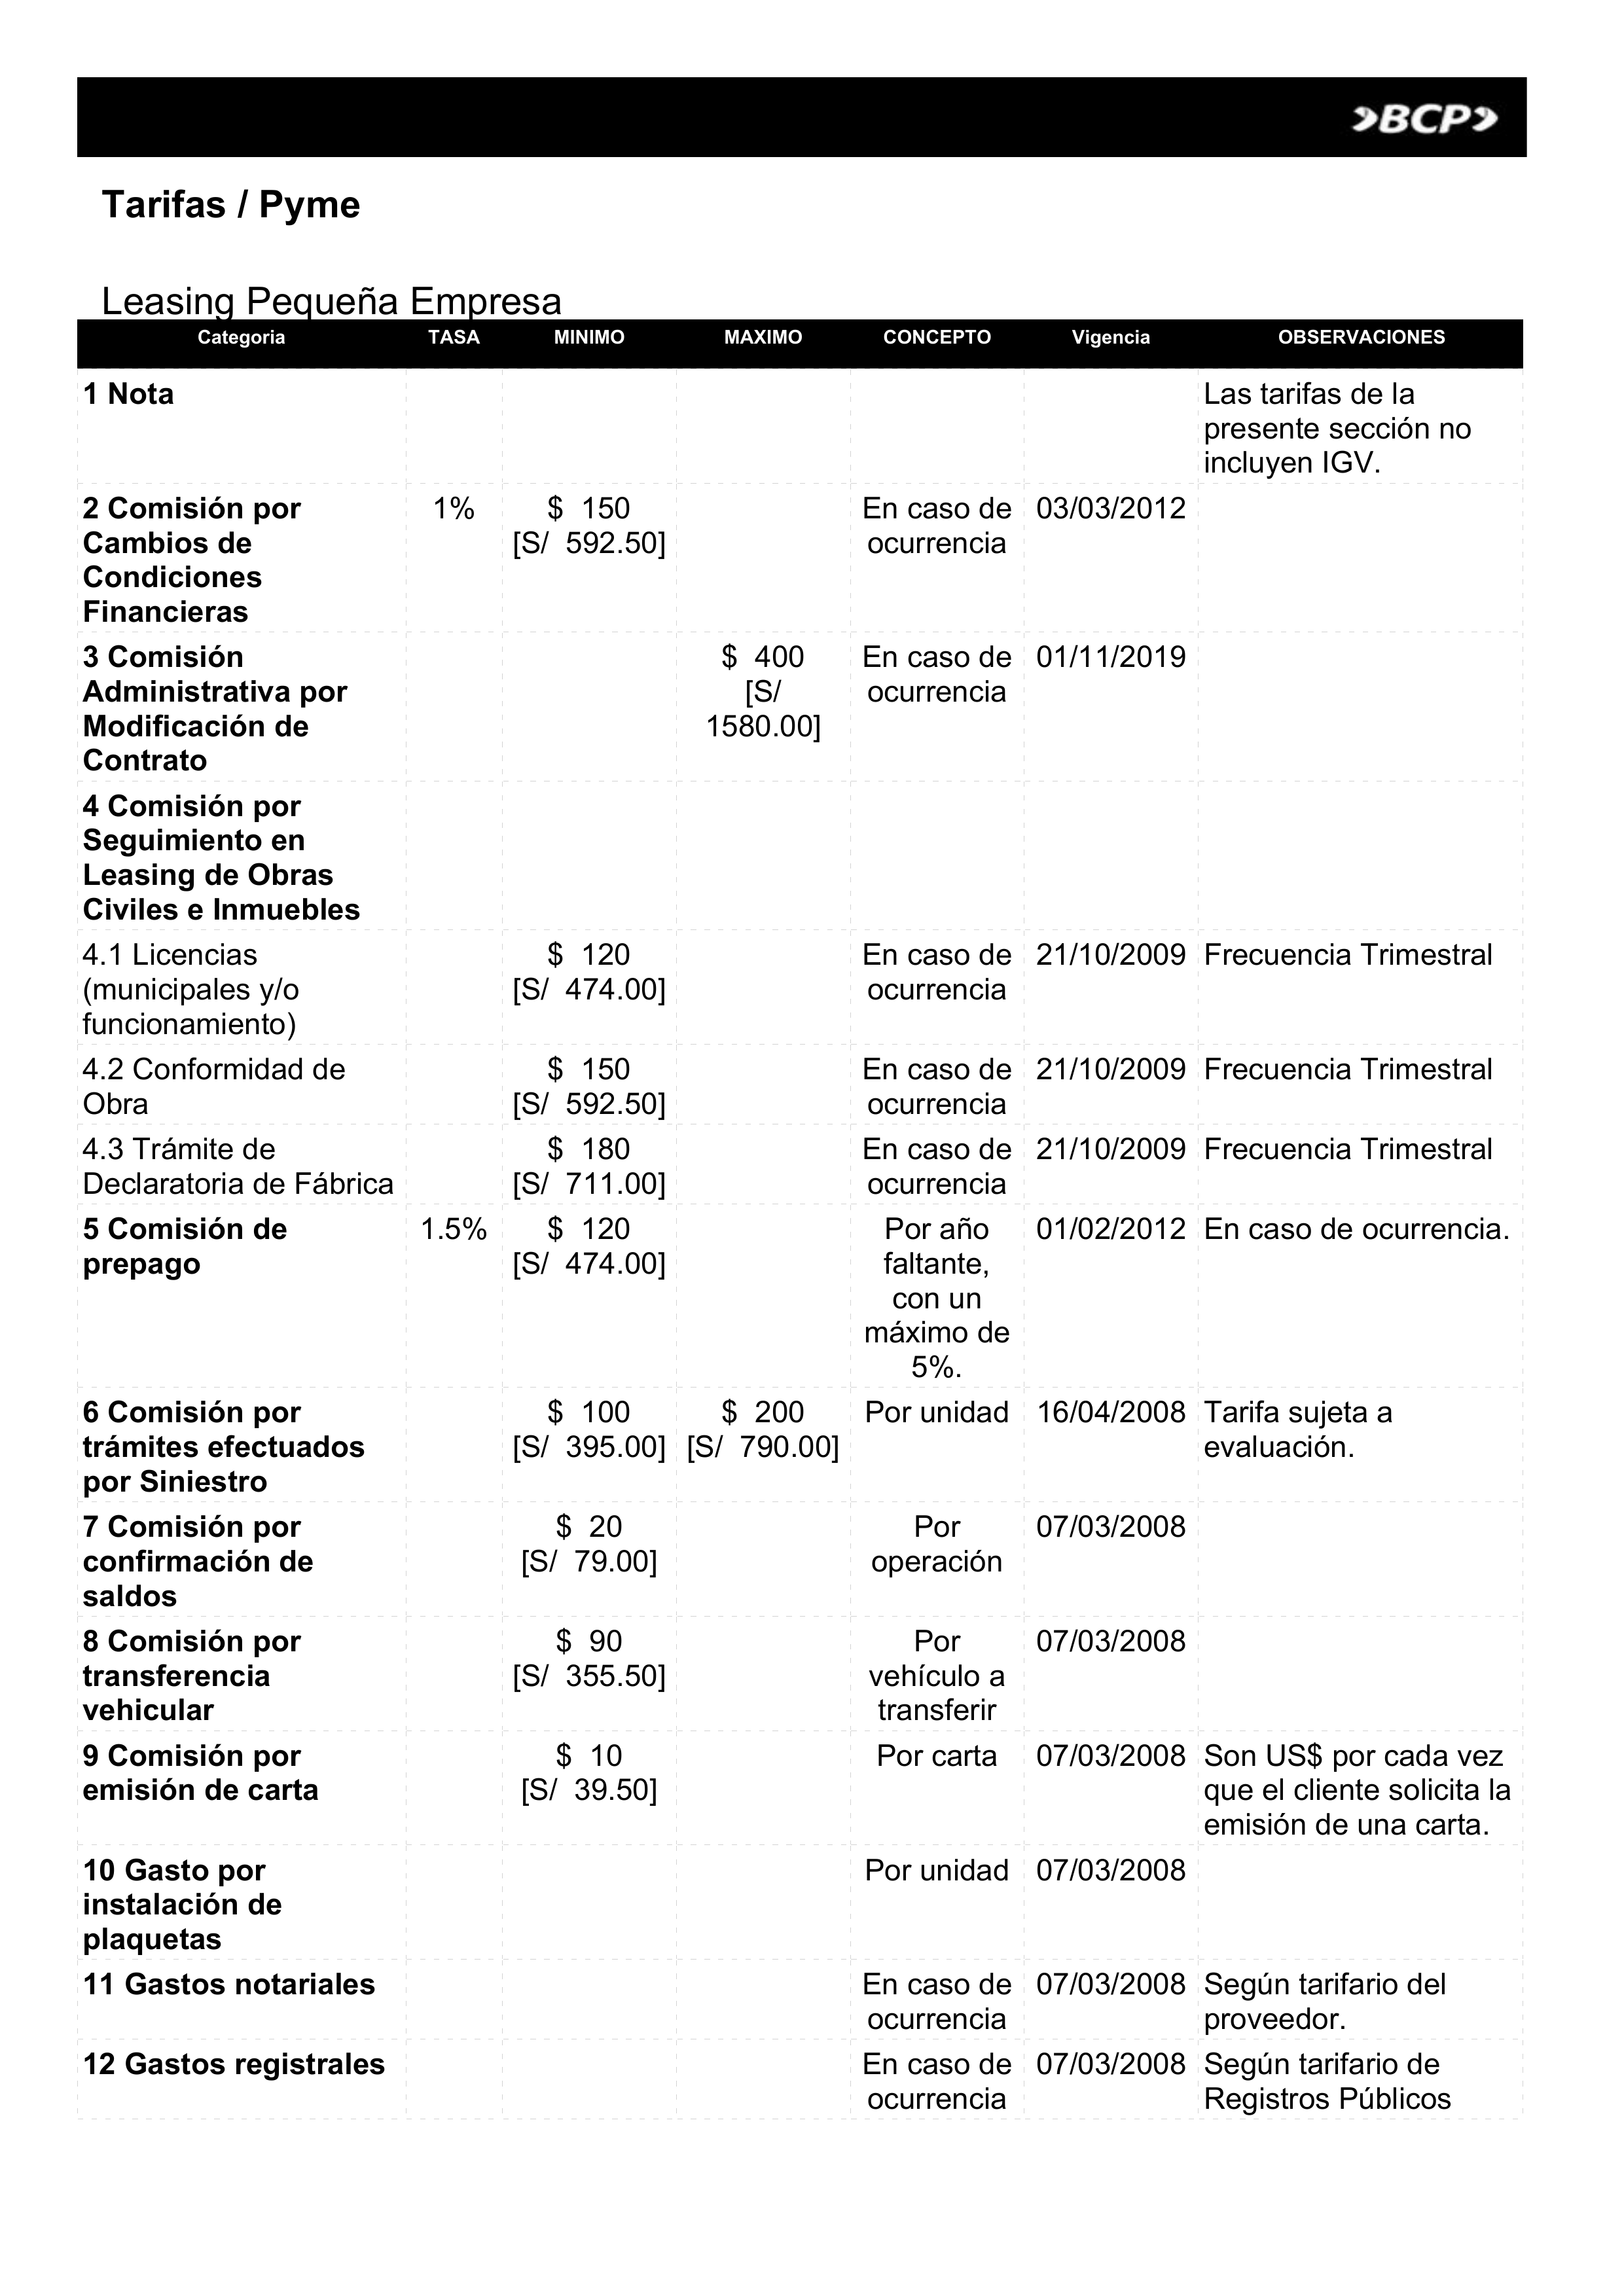 BCP
Tarifas / Pyme
Leasing Pequeña Empresa
Categoria TASA MINIMO MAXIMO CONCEPTO Vigencia OBSERVACIONES
1 Nota Las tarifas de la
presente sección no
incluyen IGV.
2 Comisión por 1% $ 150 En caso de 03/03/2012
Cambios de [S/ 592.50] ocurrencia
Condiciones
Financieras
3 Comisión $ 400 En caso de 01/11/2019
Administrativa por [S/ ocurrencia
Modificación de 1580.00]
Contrato
4 Comisión por
Seguimiento en
Leasing de Obras
Civiles e Inmuebles
4.1 Licencias $ 120 En caso de 21/10/2009 Frecuencia Trimestral
(municipales y/o [S/ 474.00] ocurrencia
funcionamiento)
4.2 Conformidad de $ 150 En caso de 21/10/2009 Frecuencia Trimestral
Obra [S/ 592.50] ocurrencia
4.3 Trámite de $ 180 En caso de 21/10/2009 Frecuencia Trimestral
Declaratoria de Fábrica [S/ 711.00] ocurrencia
5 Comisión de 1.5% $ 120 Por año 01/02/2012 En caso de ocurrencia.
prepago [S/ 474.00] faltante,
con un
máximo de
5%.
6 Comisión por $ 100 $ 200 Por unidad 16/04/2008 Tarifa sujeta a
trámites efectuados [S/ 395.00] [S/ 790.00] evaluación.
por Siniestro
7 Comisión por $ 20 Por 07/03/2008
confirmación de [S/ 79.00] operación
saldos
8 Comisión por $ 90 Por 07/03/2008
transferencia [S/ 355.50] vehículo a
vehicular transferir
9 Comisión por $ 10 Por carta 07/03/2008 Son US$ por cada vez
emisión de carta [S/ 39.50] que el cliente solicita la
emisión de una carta.
10 Gasto por Por unidad 07/03/2008
instalación de
plaquetas
11 Gastos notariales En caso de 07/03/2008 Según tarifario del
ocurrencia proveedor.
12 Gastos registrales En caso de 07/03/2008 Según tarifario de
ocurrencia Registros Públicos